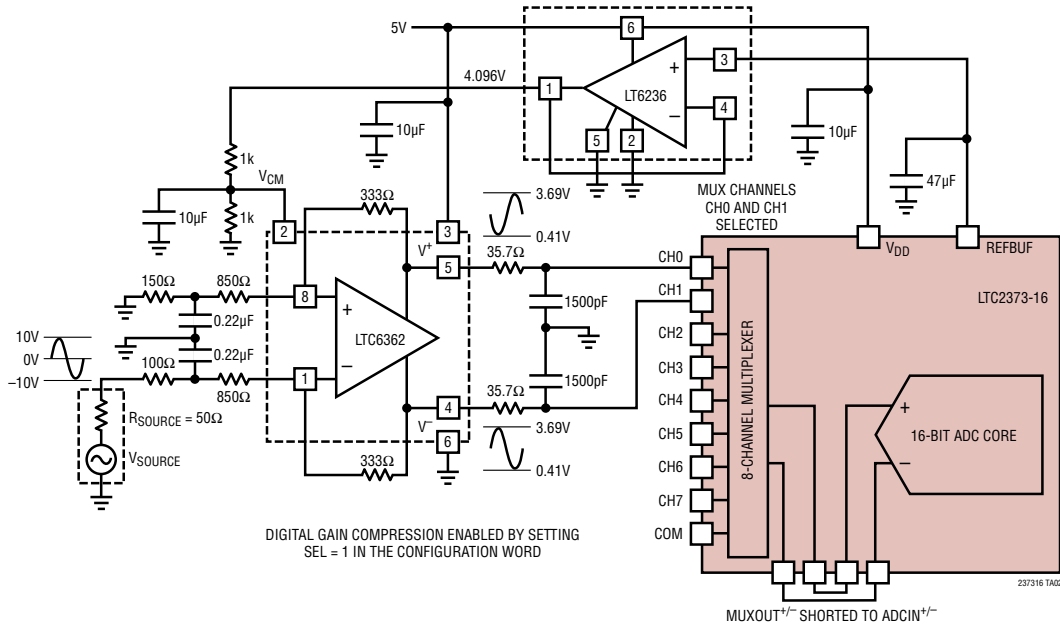 5V
6
4.096V
1
LT6236
+
–
3
4
5
2
10µF
10µF
47µF
1k
VCM
10µF
1k
333Ω
2
3
V+
3.69V
0.41V
35.7Ω
MUX CHANNELS
CH0 AND CH1
SELECTED
VDD
REFBUF
LTC2373-16
150Ω
850Ω
8
5
+
LTC6362
–
0.22µF
0.22µF
10V
0V
–10V
100Ω
850Ω
1
4
V–
6
333Ω
RSOURCE = 50Ω
VSOURCE
1500pF
1500pF
35.7Ω
3.69V
0.41V
CH0
CH1
CH2
CH3
CH4
CH5
CH6
CH7
COM
8-CHANNEL MULTIPLEXER
+
16-BIT ADC CORE
–
DIGITAL GAIN COMPRESSION ENABLED BY SETTING
SEL = 1 IN THE CONFIGURATION WORD
237316 TA02
MUXOUT+/– SHORTED TO ADCIN+/–